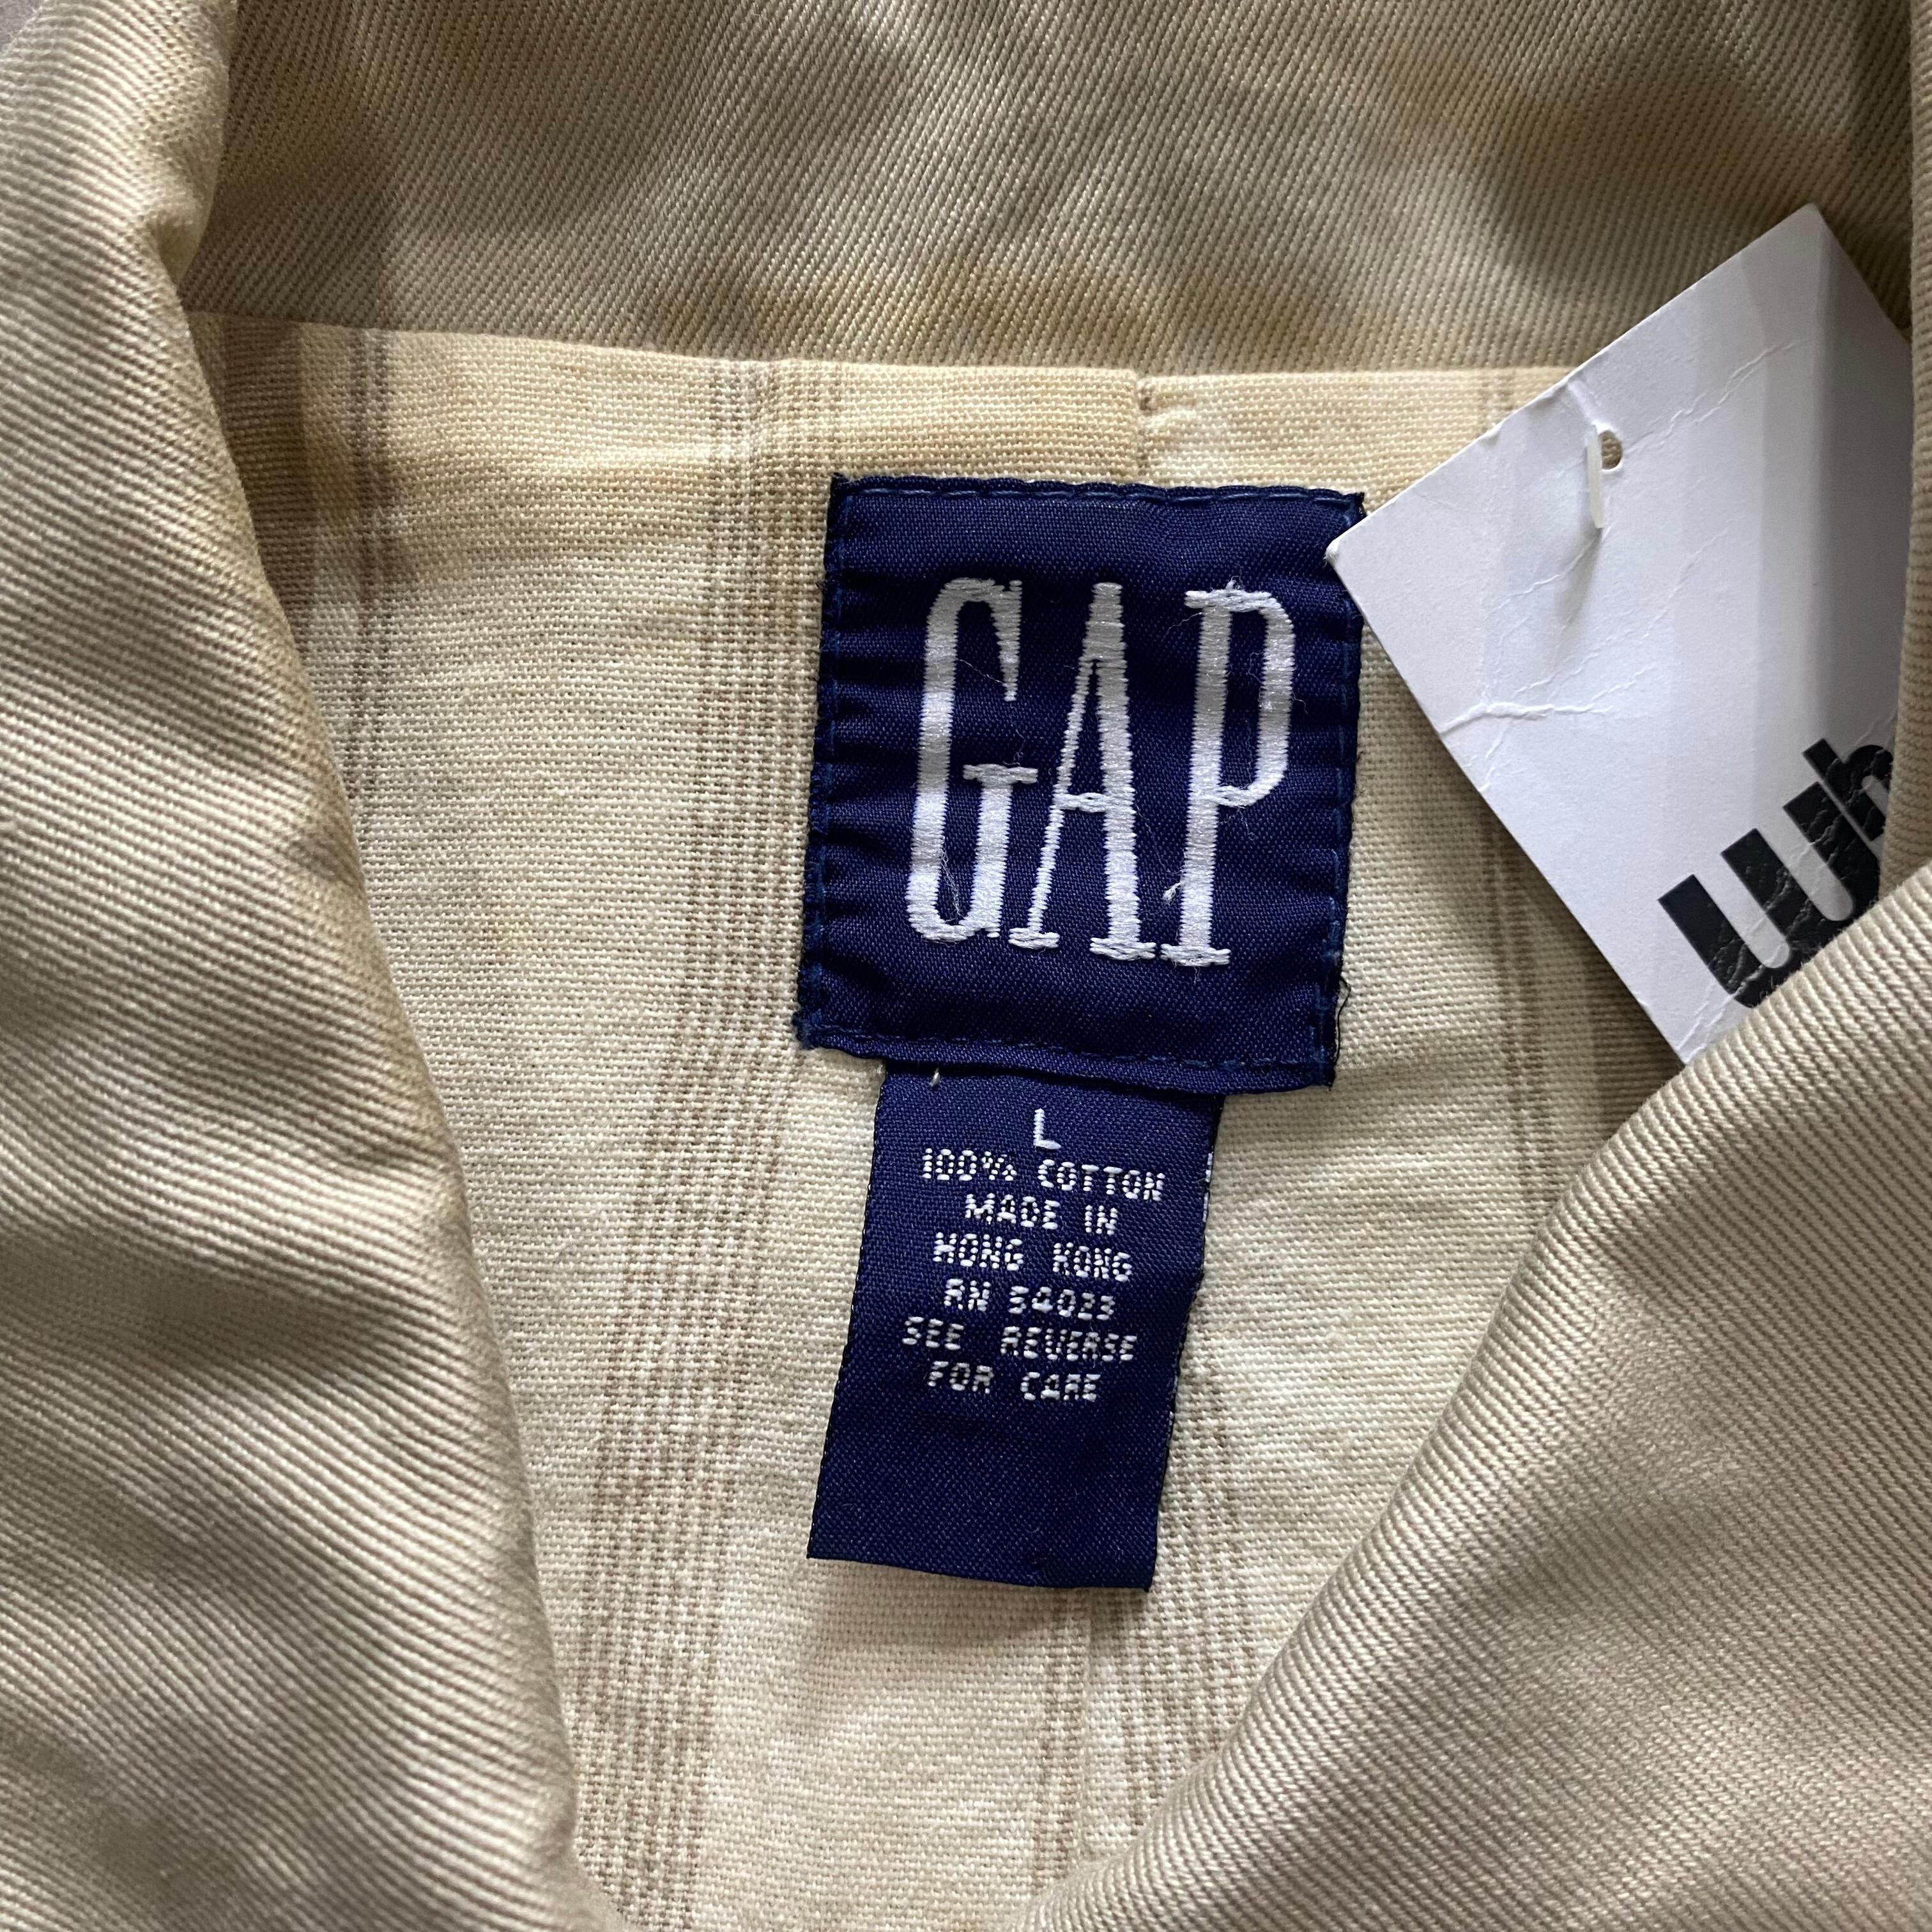 GAP
L
100% COTTON
MADE IN
HONG KONG
RN 54023
SEE REVERSE
FOR CARE